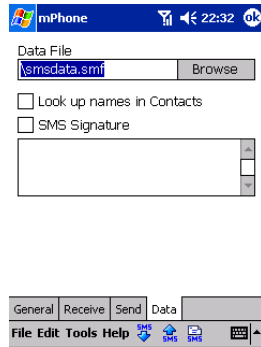 mPhone 22:32 ok
Data File
\smsdata.smf Browse
Look up names in Contacts
SMS Signature
General Receive Send Data
File Edit Tools Help SMS SMS SMS